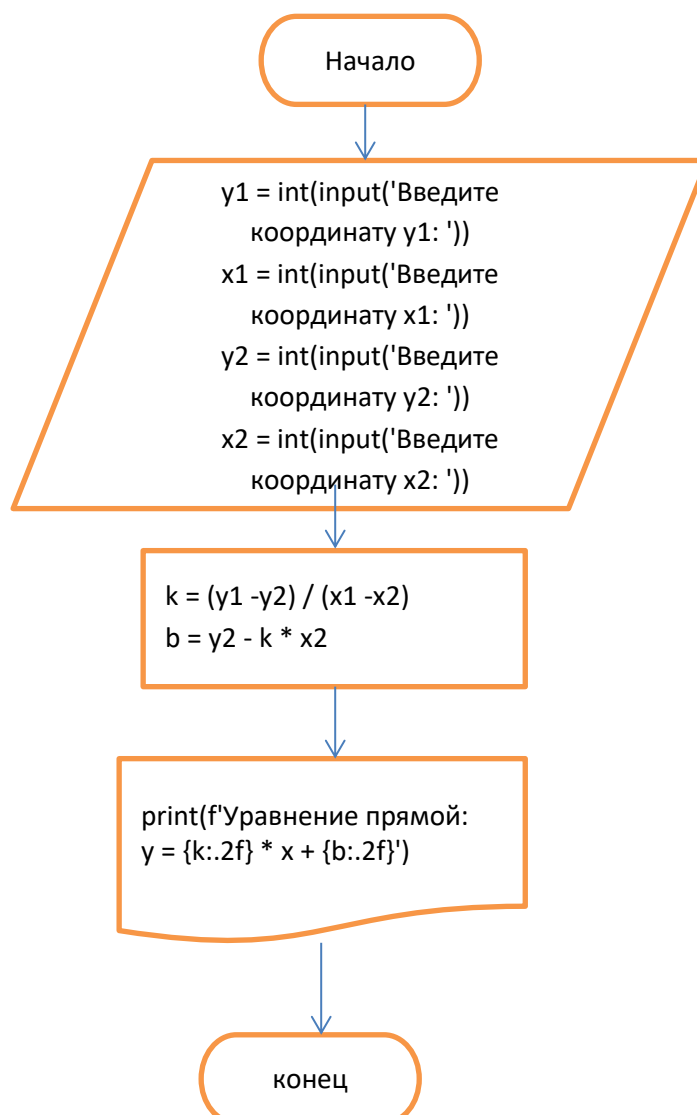 Начало
y1 = int(input('Введите
координату y1: '))
x1 = int(input('Введите
координату x1: '))
y2 = int(input('Введите
координату y2: '))
x2 = int(input('Введите
координату x2: '))
k = (y1 -y2) / (x1 -x2)
b = y2 - k * x2
print(f'Уравнение прямой:
y = {k:.2f} * x + {b:.2f}')
конец